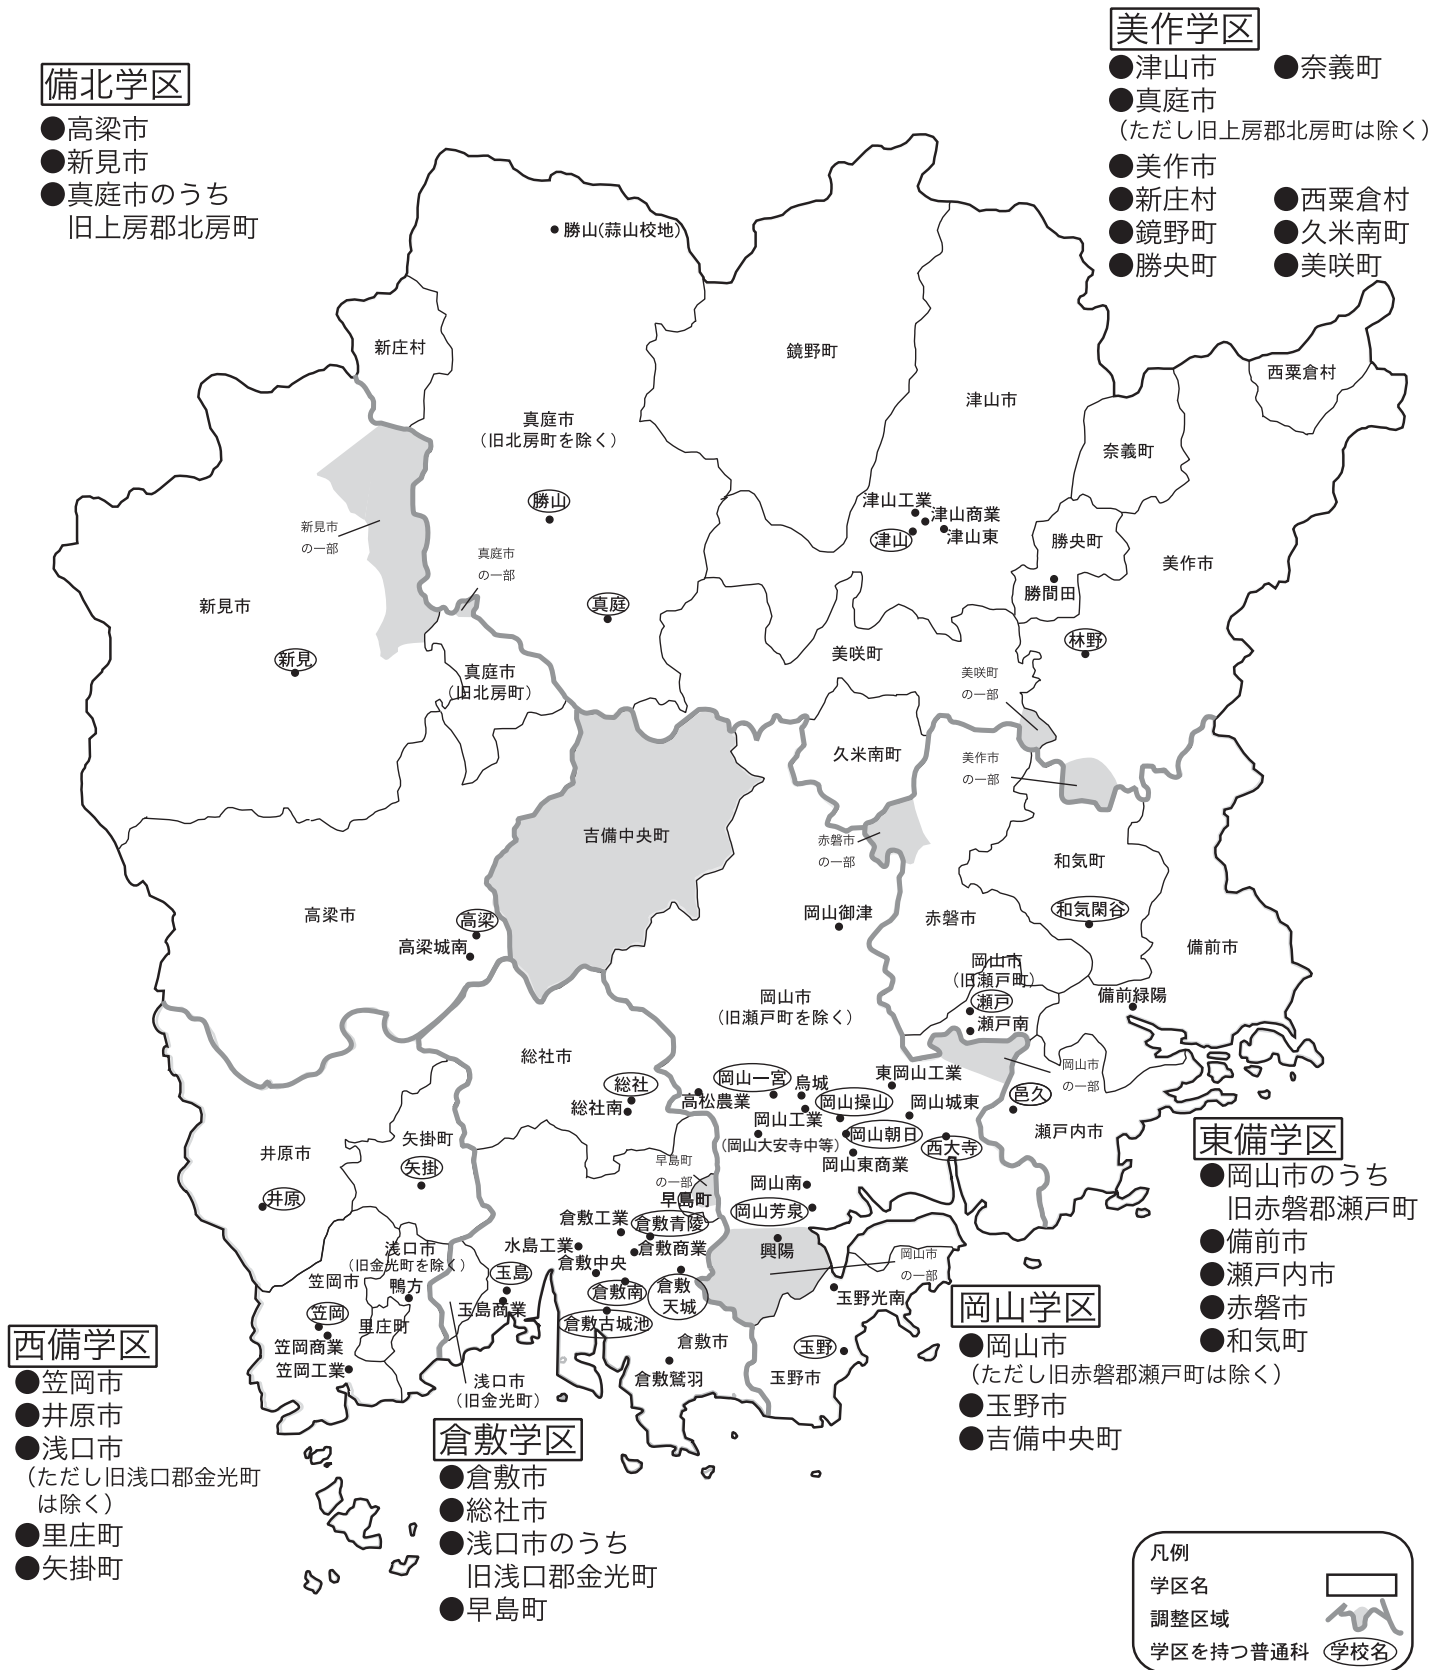 備北学区
●高梁市
●新見市
●真庭市のうち
旧上房郡北房町
美作学区
●津山市 ●奈義町
●真庭市
（ただし旧上房郡北房町は除く）
●美作市
●新庄村 ●西粟倉村
●鏡野町 ●久米南町
●勝央町 ●美咲町
勝山(蒜山校地)
新庄村
鏡野町
西粟倉村
津山市
真庭市
（旧北房町を除く）
奈義町
勝山
津山工業
津山商業
津山東
津山
新見市
の一部
真庭市
の一部
勝央町
美作市
勝間田
新見市
真庭
林野
新見
美咲町
真庭市
（旧北房町）
美咲町
の一部
久米南町
美作市
の一部
吉備中央町
赤磐市
の一部
和気町
高梁市
高梁
高梁城南
岡山御津
赤磐市
和気閑谷
備前市
岡山市
（旧瀬戸町）
瀬戸
瀬戸南
備前緑陽
岡山市
（旧瀬戸町を除く）
総社市
岡山市
の一部
総社
総社南
高松農業
岡山一宮
烏城
東岡山工業
岡山操山
岡山工業
岡山城東
邑久
瀬戸内市
（岡山大安寺中等）
岡山朝日
西大寺
岡山東商業
井原市
矢掛町
矢掛
井原
早島町
の一部
早島町
岡山南
岡山芳泉
倉敷工業
倉敷青陵
水島工業
倉敷商業
倉敷中央
興陽
岡山市
の一部
浅口市
（旧金光町を除く）
笠岡市
鴨方
玉島
玉島商業
倉敷南
倉敷
天城
倉敷古城池
玉野光南
笠岡
里庄町
笠岡商業
笠岡工業
倉敷市
倉敷鷲羽
玉野
玉野市
浅口市
（旧金光町）
東備学区
●岡山市のうち
旧赤磐郡瀬戸町
●備前市
●瀬戸内市
●赤磐市
●和気町
岡山学区
●岡山市
（ただし旧赤磐郡瀬戸町は除く）
●玉野市
●吉備中央町
西備学区
●笠岡市
●井原市
●浅口市
（ただし旧浅口郡金光町
は除く）
●里庄町
●矢掛町
倉敷学区
●倉敷市
●総社市
●浅口市のうち
旧浅口郡金光町
●早島町
凡例
学区名
調整区域
学区を持つ普通科 学校名